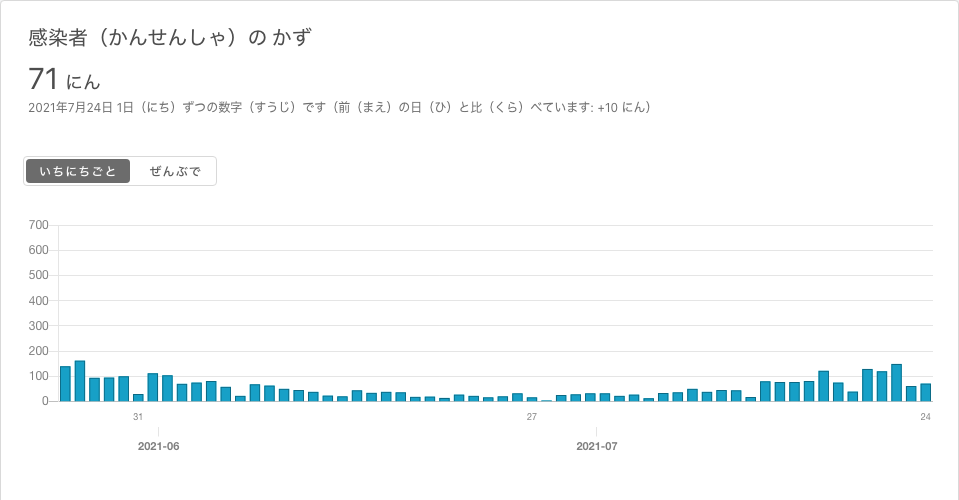 感染者（かんせんしゃ）の かず
71 にん
2021年7月24日 1日（にち）ずつの数字（すうじ）です（前（まえ）の日（ひ）と比（くら）べています: +10 にん）
いちにちごと ぜんぶで
700
600
500
400
300
200
100
0
31 27 24
2021-06 2021-07